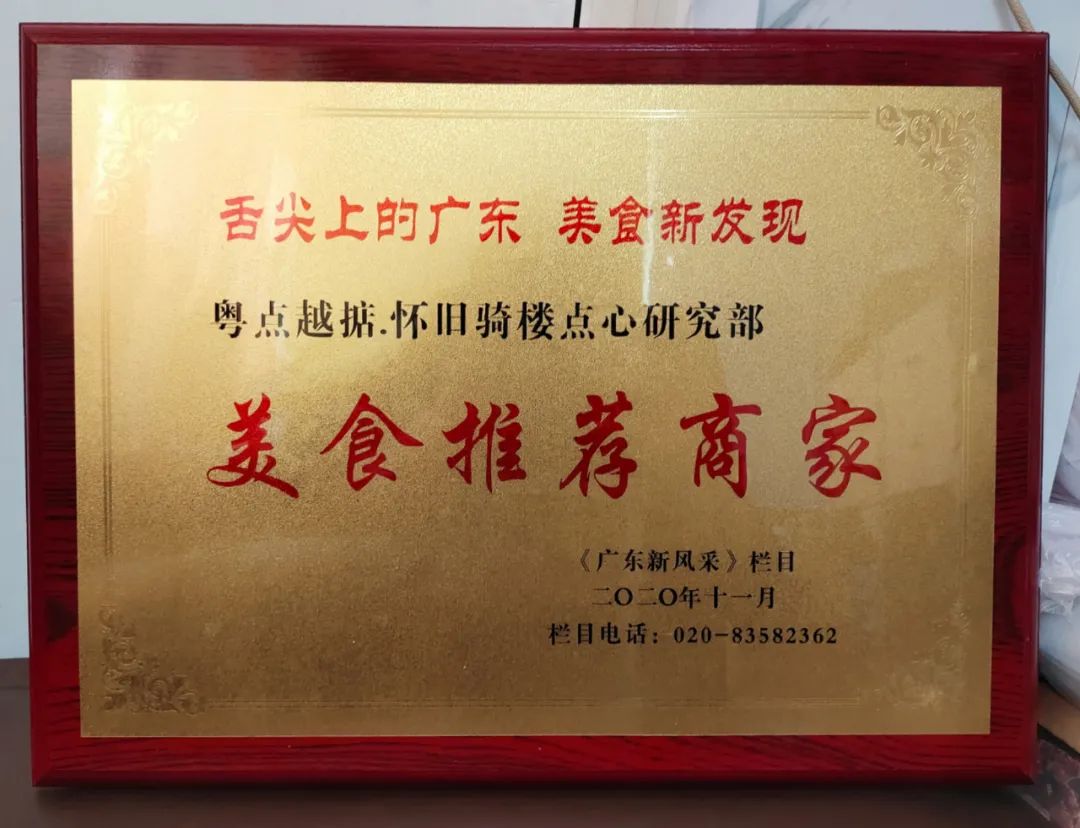 舌尖上的广东 美食新发现
粤点越掂.怀旧骑楼点心研究部
美食推荐商家
《广东新风采》栏目
二〇二〇年十一月
栏目电话：020-83582362